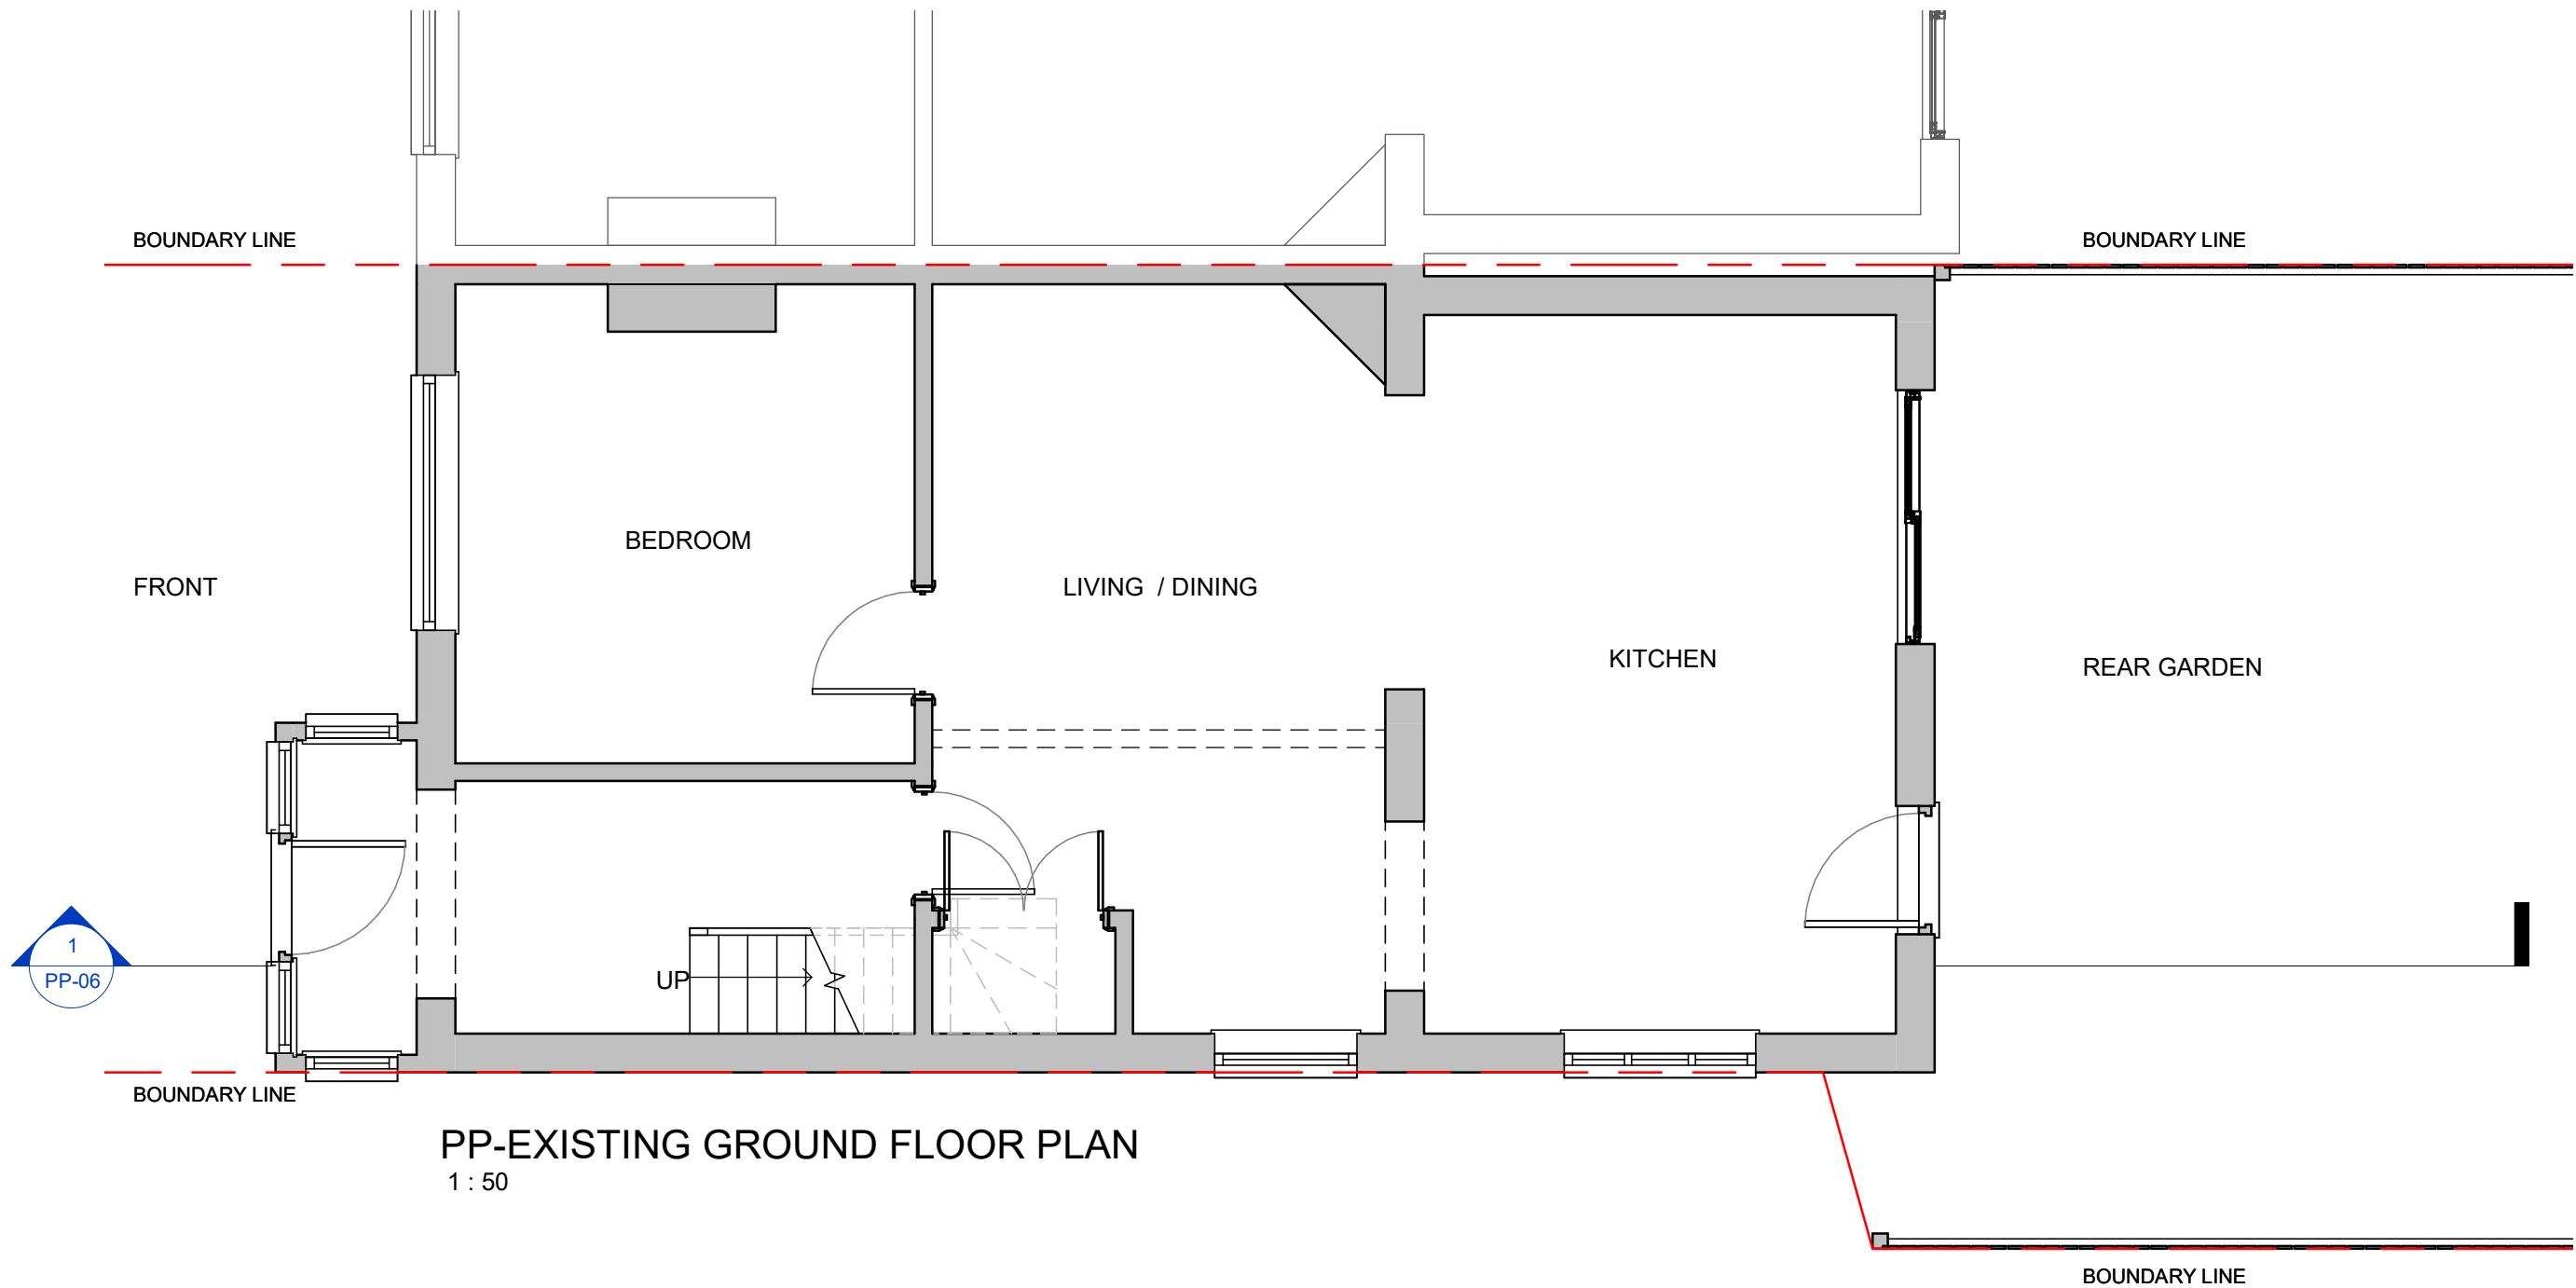 BOUNDARY LINE
BOUNDARY LINE
BEDROOM
FRONT
LIVING / DINING
KITCHEN
REAR GARDEN
1
PP-06
UP
BOUNDARY LINE
PP-EXISTING GROUND FLOOR PLAN
1 : 50
BOUNDARY LINE